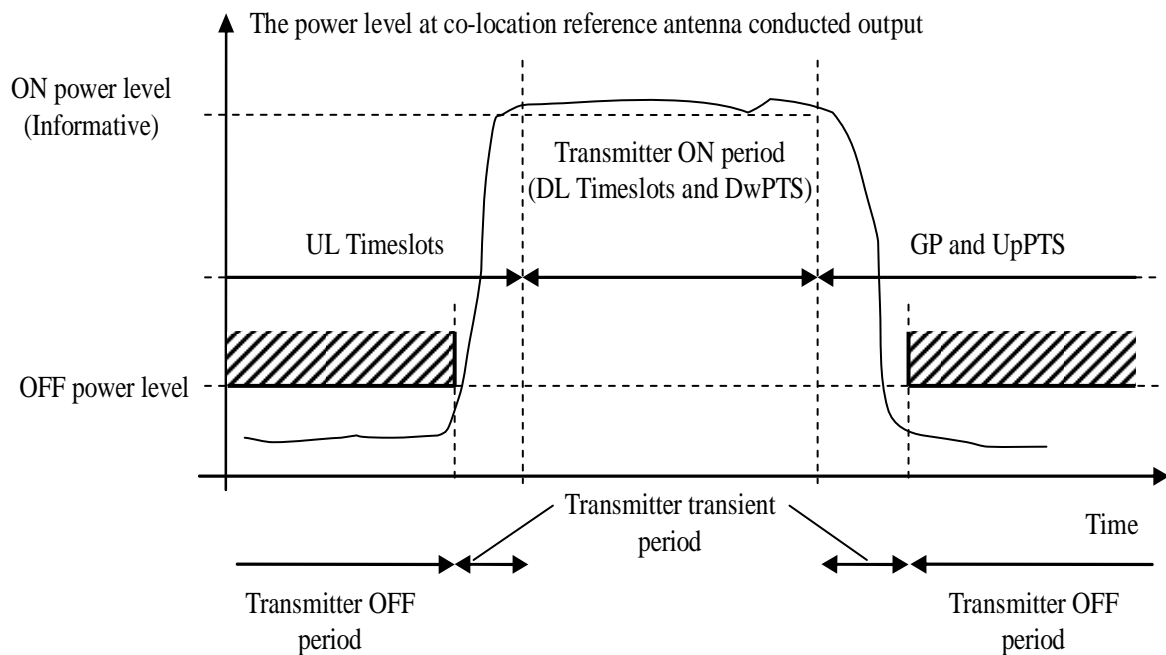 The power level at co-location reference antenna conducted output
ON power level
(Informative)
Transmitter ON period
(DL Timeslots and DwPTS)
UL Timeslots
GP and UpPTS
OFF power level
Transmitter transient
period
Time
Transmitter OFF
period
Transmitter OFF
period